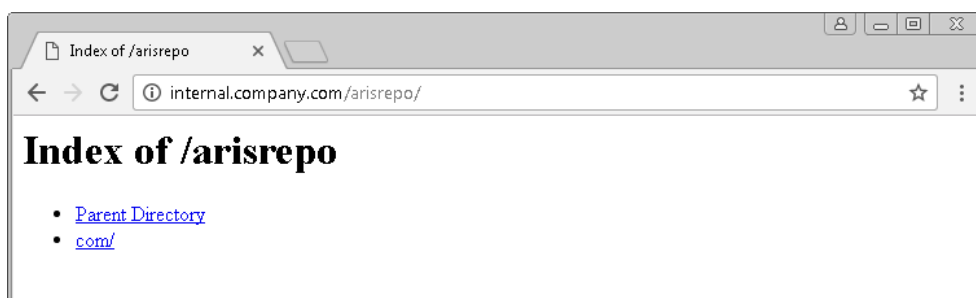 Index of /arisrepo
internal.company.com/arisrepo/
Index of /arisrepo
Parent Directory
com/